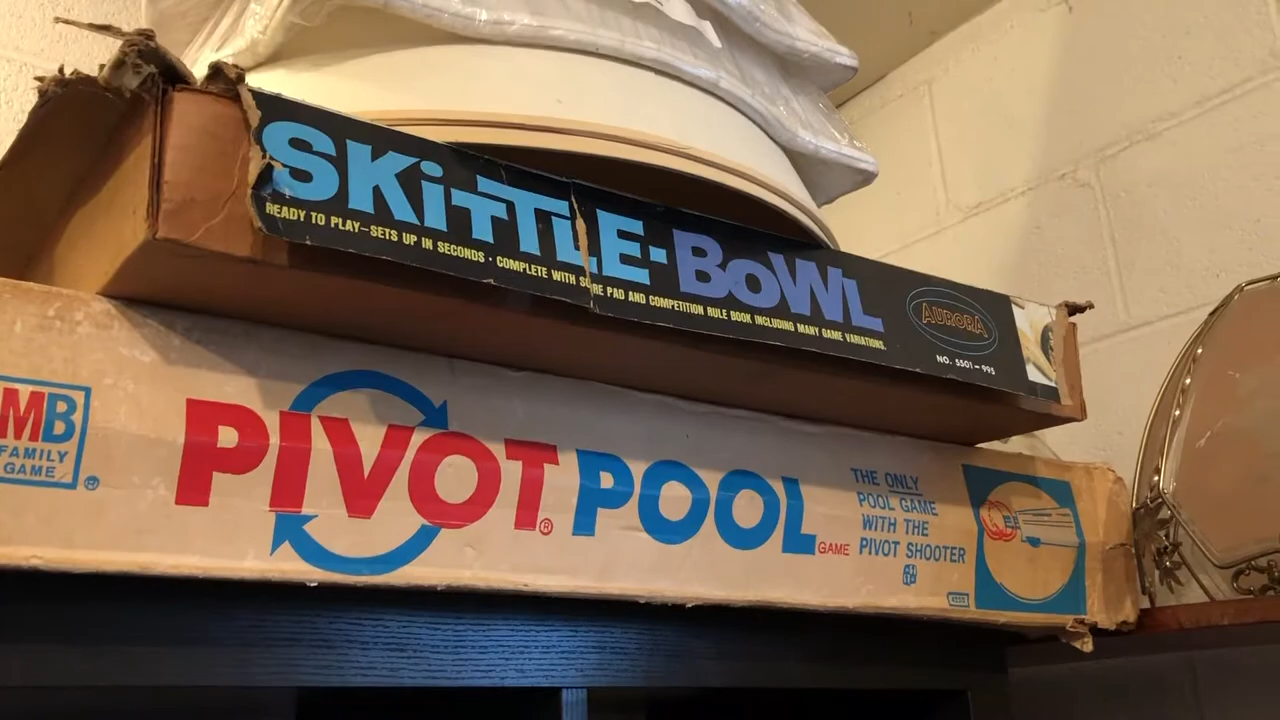 SKiTTLE-BoWL
READY TO PLAY-SETS UP IN SECONDS · COMPLETE WITH SCORE PAD AND COMPETITION RULE BOOK INCLUDING MANY GAME VARIATIONS.
AURORA
NO. 5501-995
MB
FAMILY
GAME
®
PIVOT® POOL
GAME
THE ONLY
POOL GAME
WITH THE
PIVOT SHOOTER